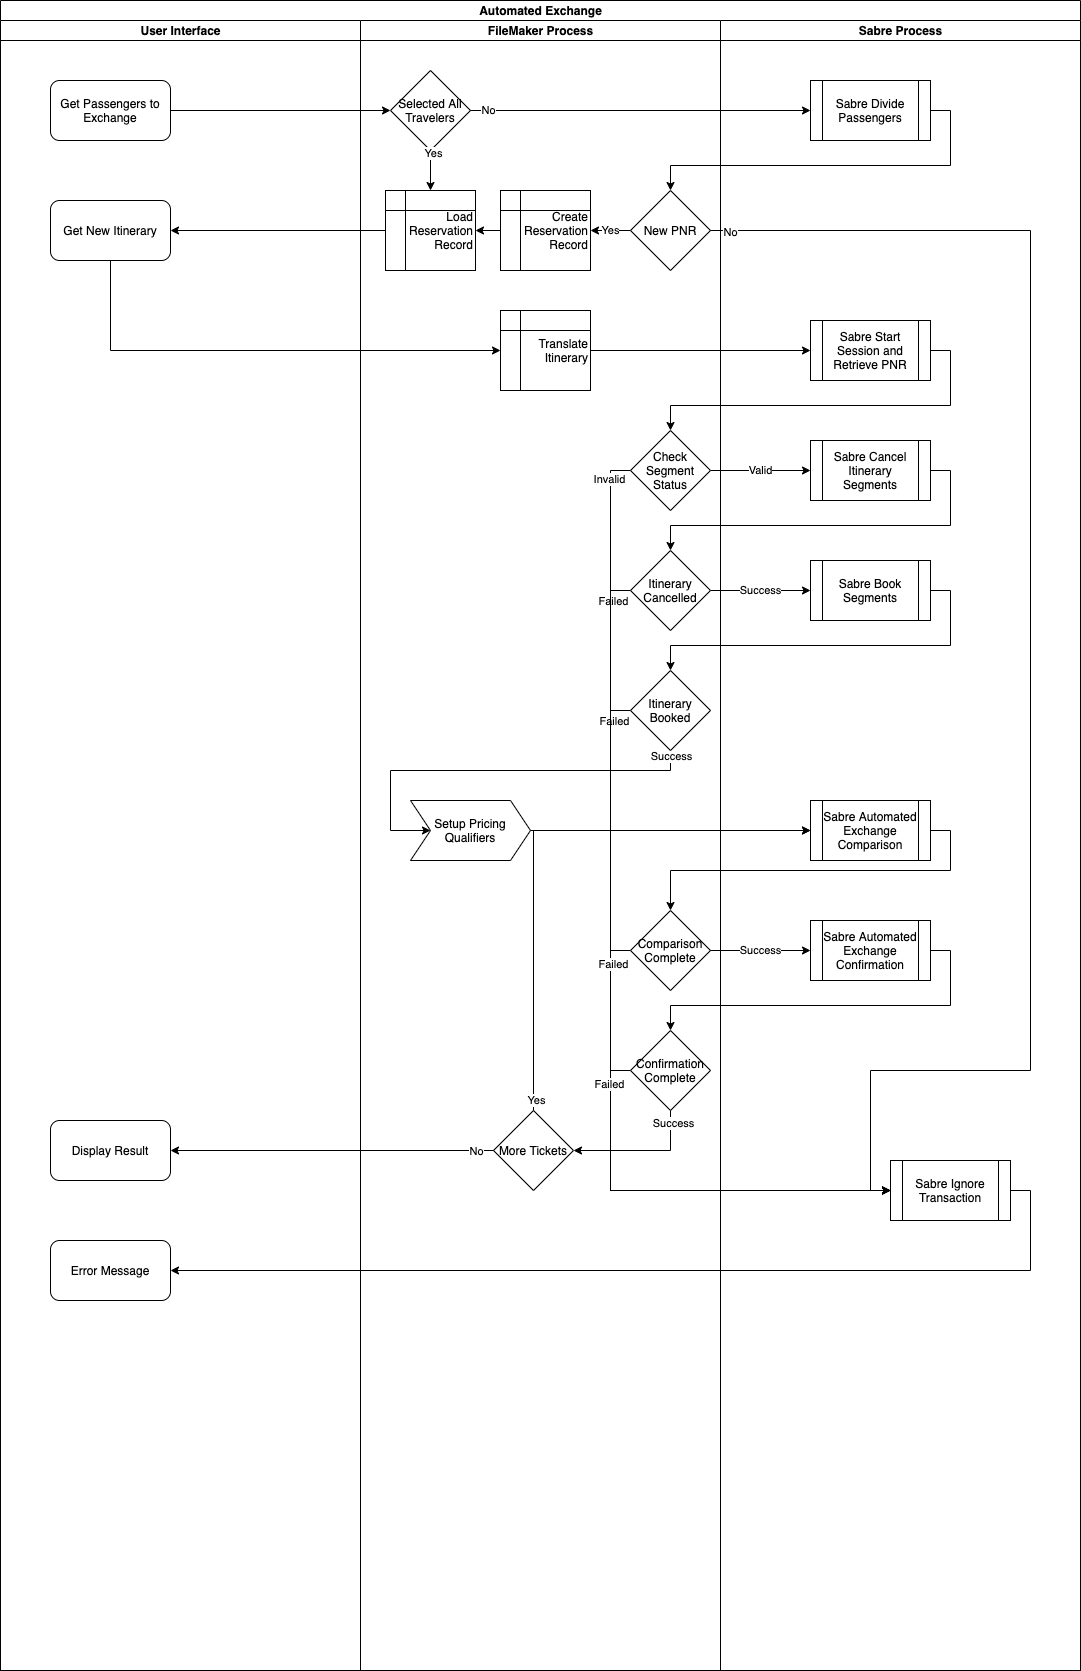 Automated Exchange
User Interface
FileMaker Process
Sabre Process
Get Passengers to
Exchange
Selected All
Travelers
No
Sabre Divide
Passengers
Yes
Get New Itinerary
Load
Reservation
Record
Create
Reservation
Record
Yes
New PNR
No
Translate
Itinerary
Sabre Start
Session and
Retrieve PNR
Check
Segment
Status
Invalid
Valid
Sabre Cancel
Itinerary
Segments
Itinerary
Cancelled
Failed
Success
Sabre Book
Segments
Itinerary
Booked
Failed
Success
Setup Pricing
Qualifiers
Sabre Automated
Exchange
Comparison
Comparison
Complete
Failed
Success
Sabre Automated
Exchange
Confirmation
Confirmation
Complete
Failed
Yes
Success
Display Result
No
More Tickets
Sabre Ignore
Transaction
Error Message